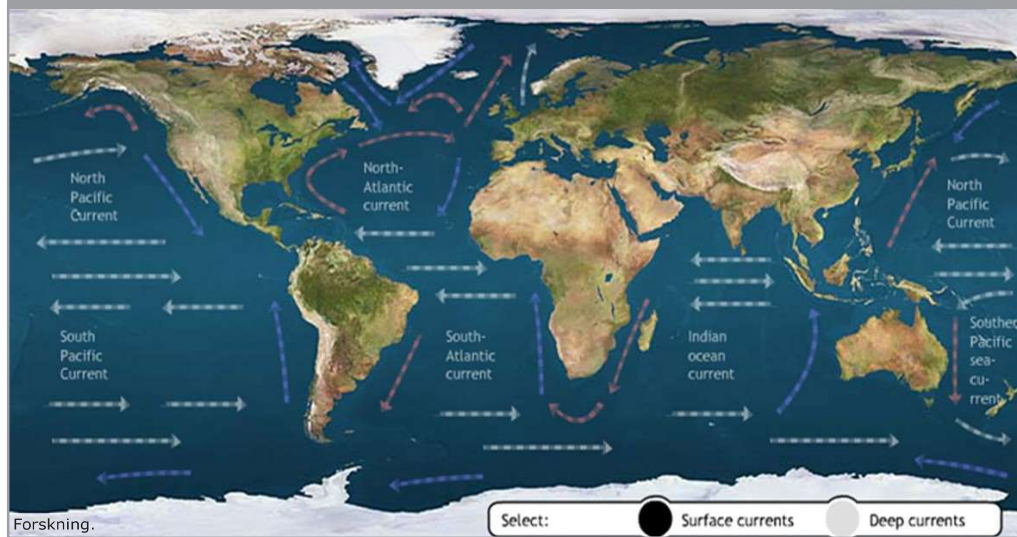 North
Pacific
Current
North-
Atlantic
current
North
Pacific
Current
South
Pacific
Current
South-
Atlantic
current
Indian
ocean
current
Pacific
sea-
cu-
rrent
Forskning.
Select:
Surface currents
Deep currents